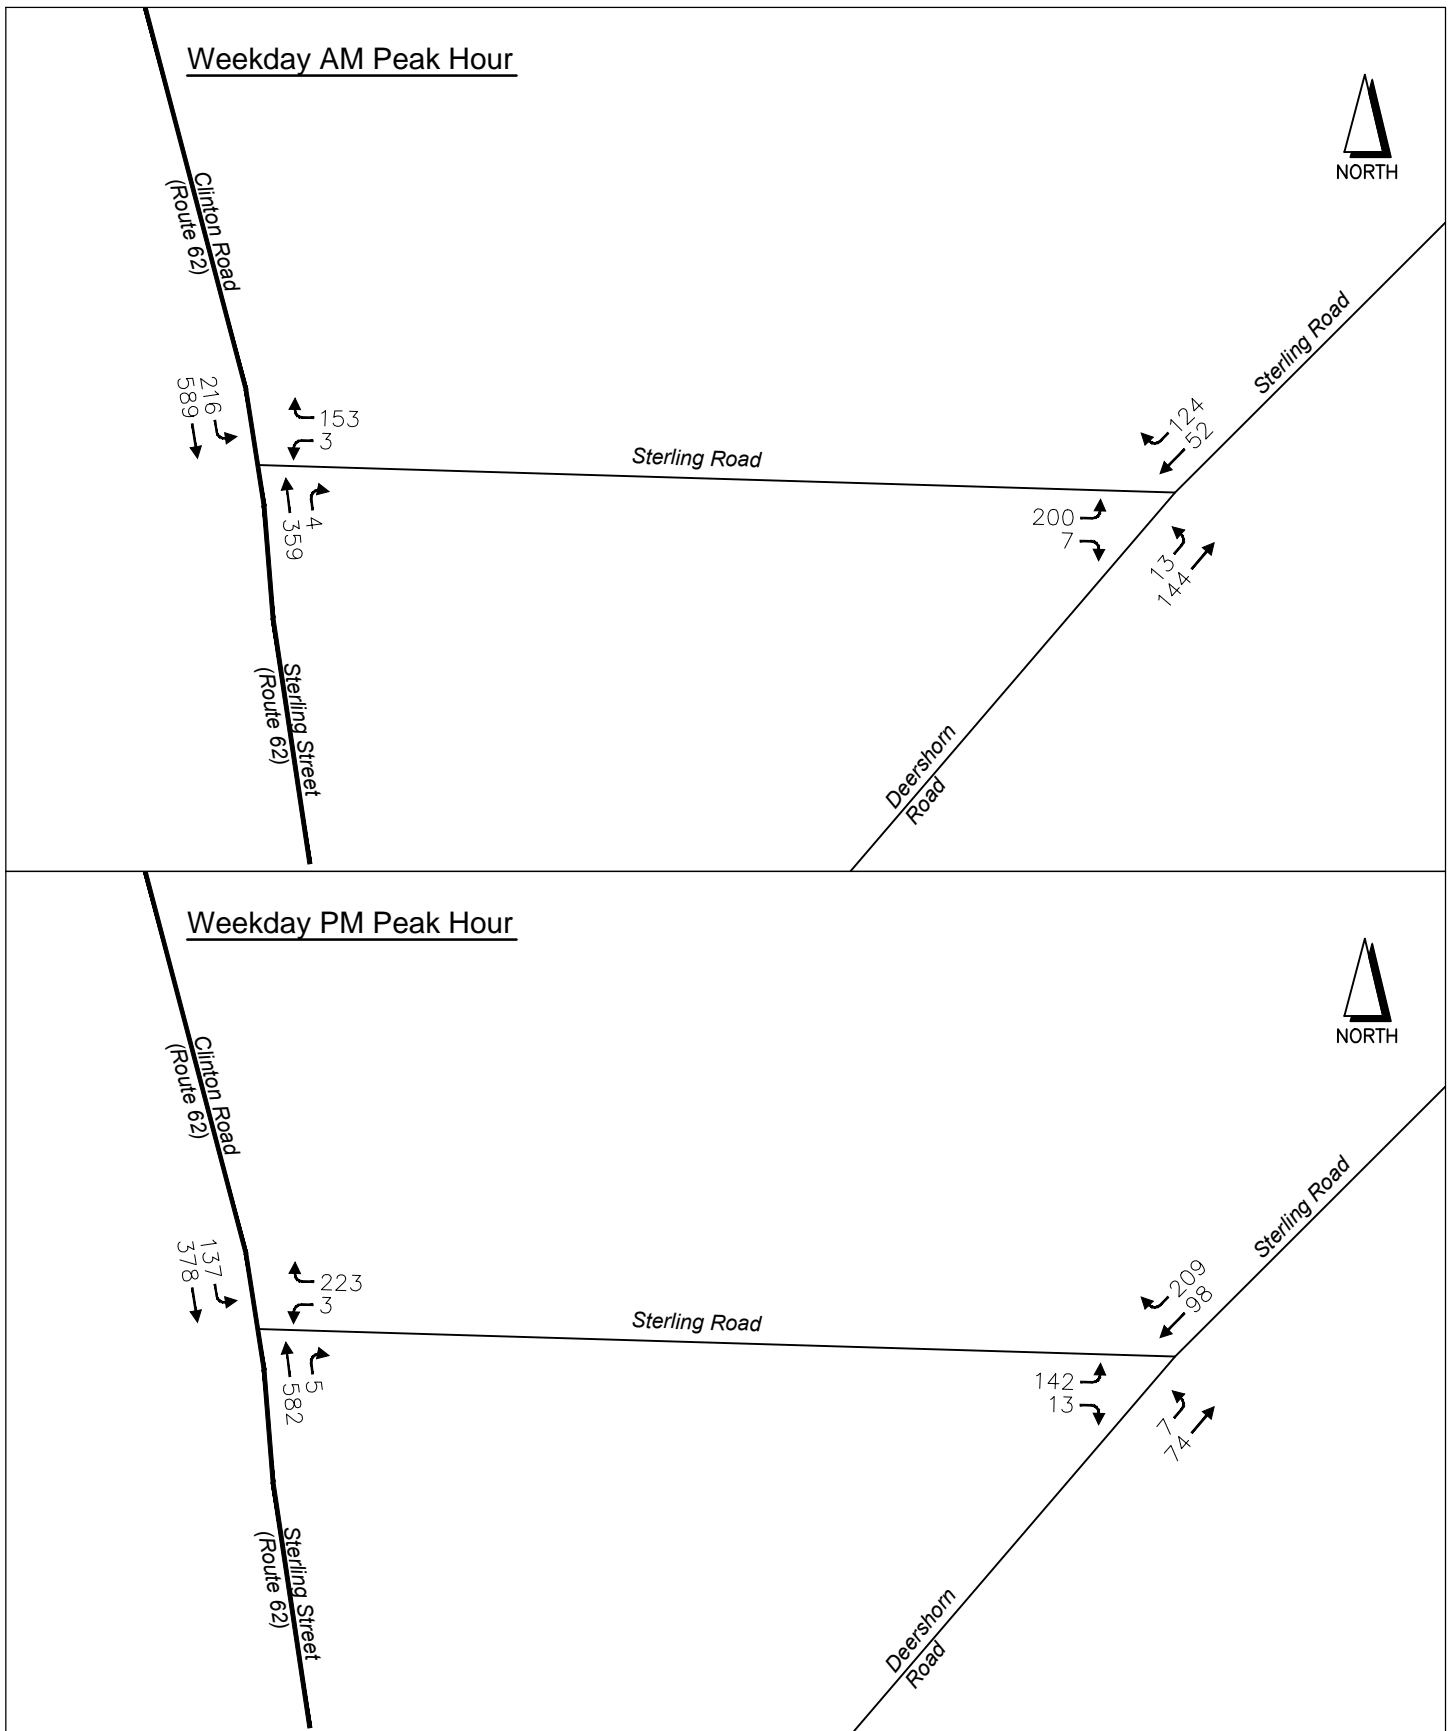 Weekday AM Peak Hour
NORTH
Clinton Road
(Route 62)
Sterling Road
216
589
153
3
124
52
Sterling Road
4
359
200
7
13
144
Sterling Street
(Route 62)
Deershorn
Road
Weekday PM Peak Hour
NORTH
Clinton Road
(Route 62)
Sterling Road
137
378
223
3
209
98
Sterling Road
5
582
142
13
7
74
Sterling Street
(Route 62)
Deershorn
Road